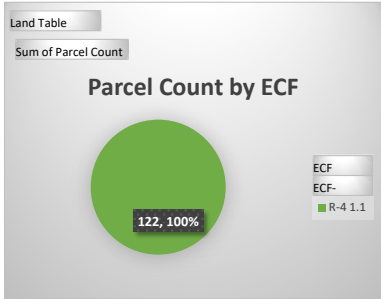 Land Table
Sum of Parcel Count
Parcel Count by ECF
122, 100%
ECF
ECF-
R-4 1.1